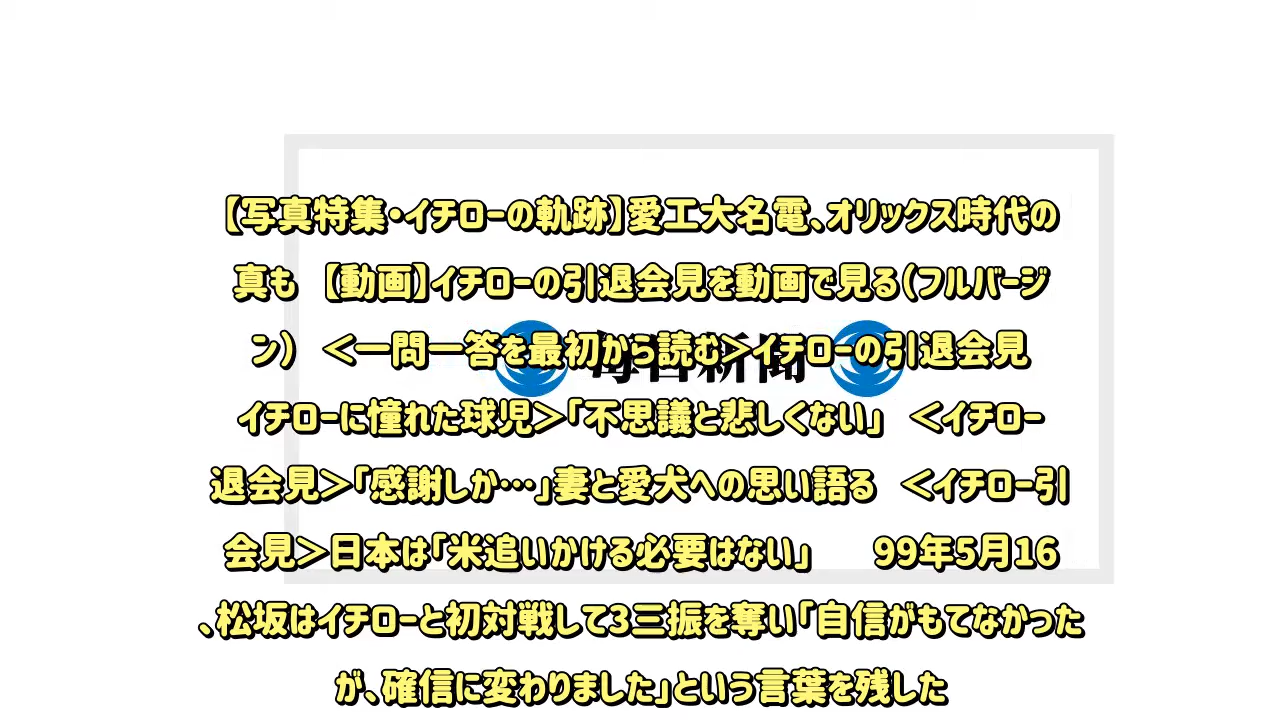 【写真特集・イチローの軌跡】愛工大名電、オリックス時代の
真も 【動画】イチローの引退会見を動画で見る(フルバージ
ン) <一問一答を最初から読む>イチローの引退会見
毎日新聞
イチローに憧れた球児>「不思議と悲しくない」 <イチロー
退会見>「感謝しか…」妻と愛犬への思い語る <イチロー引
会見>日本は「米追いかける必要はない」 99年5月16
、松坂はイチローと初対戦して3三振を奪い「自信がもてなかった
が、確信に変わりました」という言葉を残した